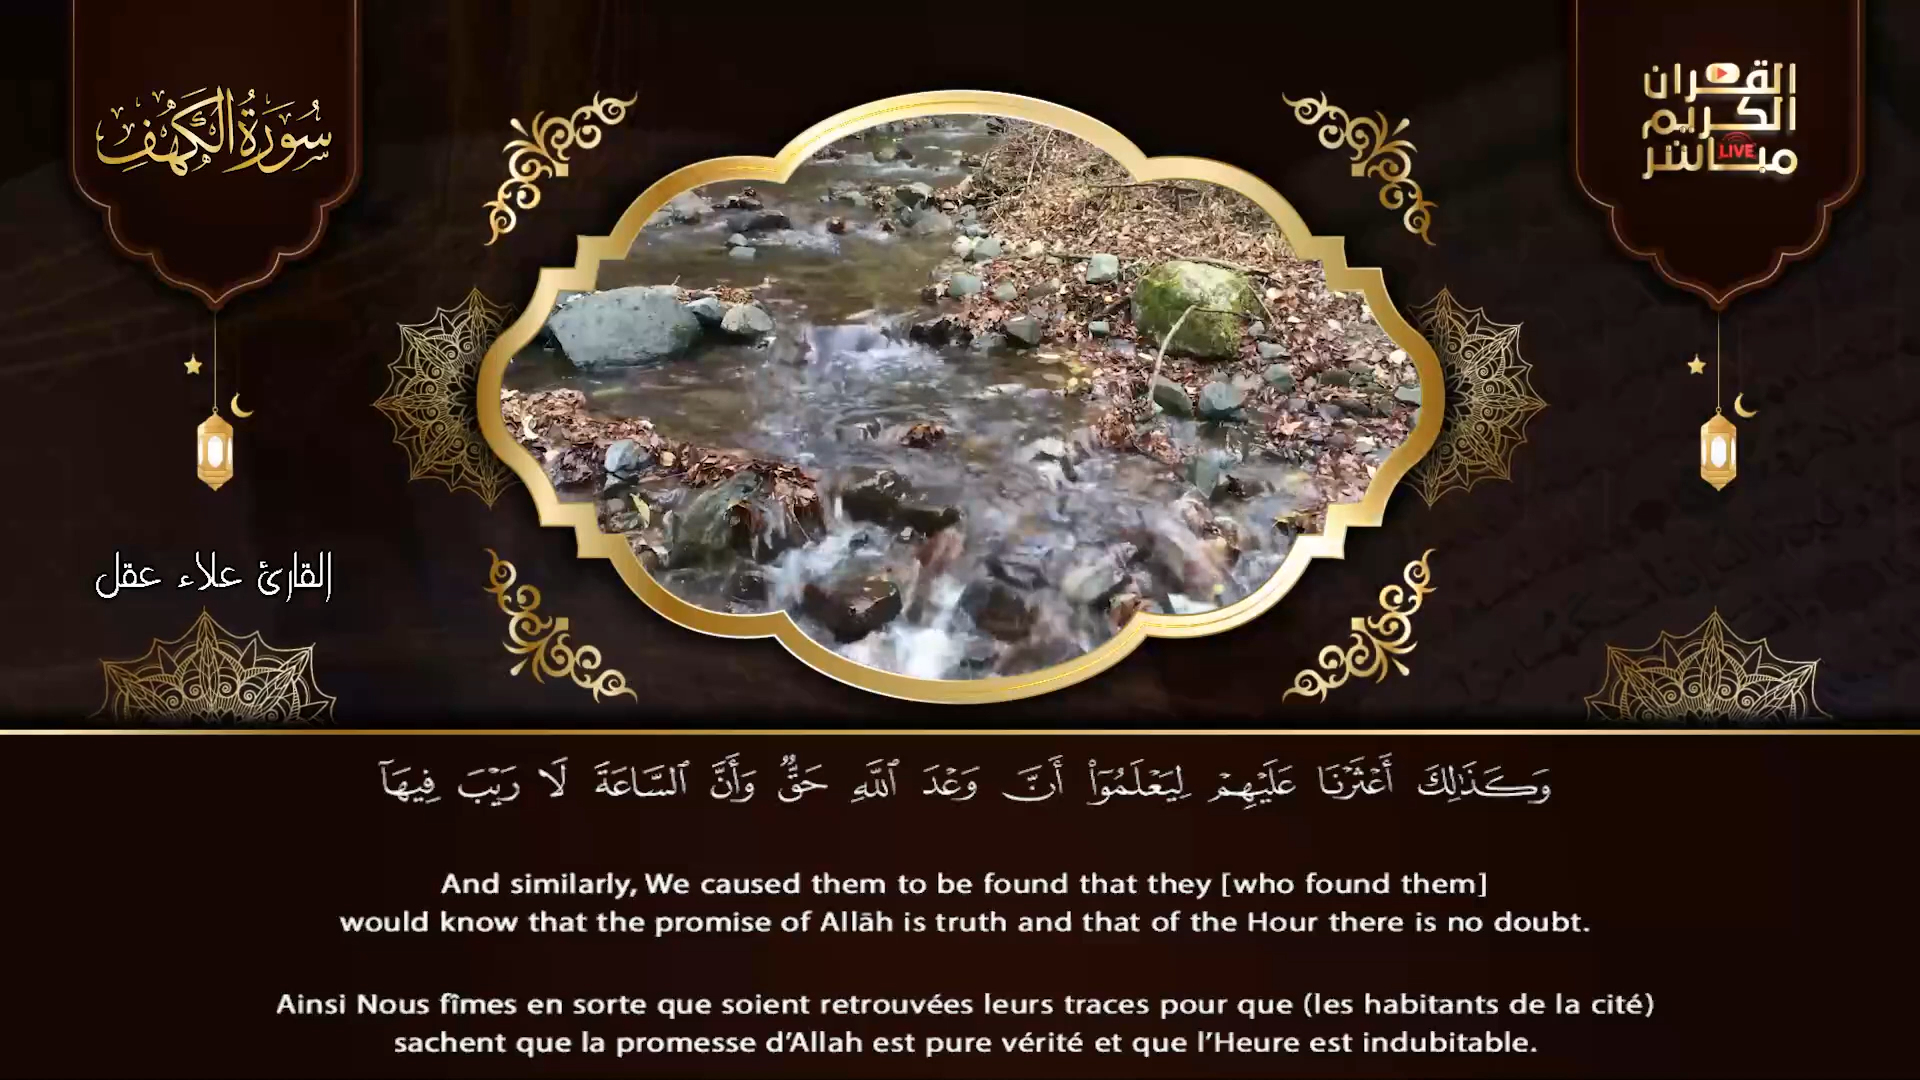 سُورَةُ الكَهْفِ
القرآن
الكريم
مباشر
LIVE
القارئ علاء عقل
وَكَذَٰلِكَ أَعْثَرْنَا عَلَيْهِمْ لِيَعْلَمُوٓا۟ أَنَّ وَعْدَ ٱللَّهِ حَقٌّ وَأَنَّ ٱلسَّاعَةَ لَا رَيْبَ فِيهَآ
And similarly, We caused them to be found that they [who found them]
would know that the promise of Allāh is truth and that of the Hour there is no doubt.
Ainsi Nous fîmes en sorte que soient retrouvées leurs traces pour que (les habitants de la cité)
sachent que la promesse d’Allah est pure vérité et que l’Heure est indubitable.